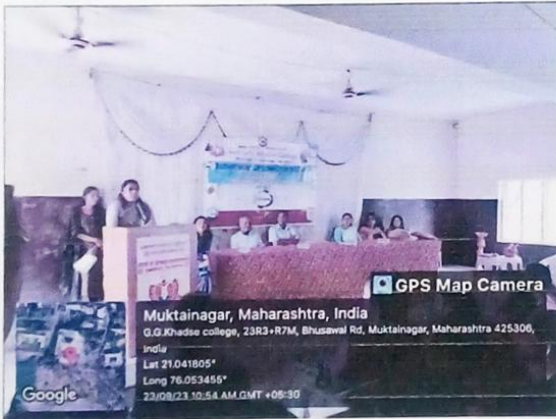 GPS Map Camera
Muktainagar, Maharashtra, India
G.G.Khadse college, 23R3+R7M, Bhusawal Rd, Muktainagar, Maharashtra 425306,
India
Lat 21.041805°
Long 76.053455°
23/09/23 10:54 AM GMT +05:30
Google